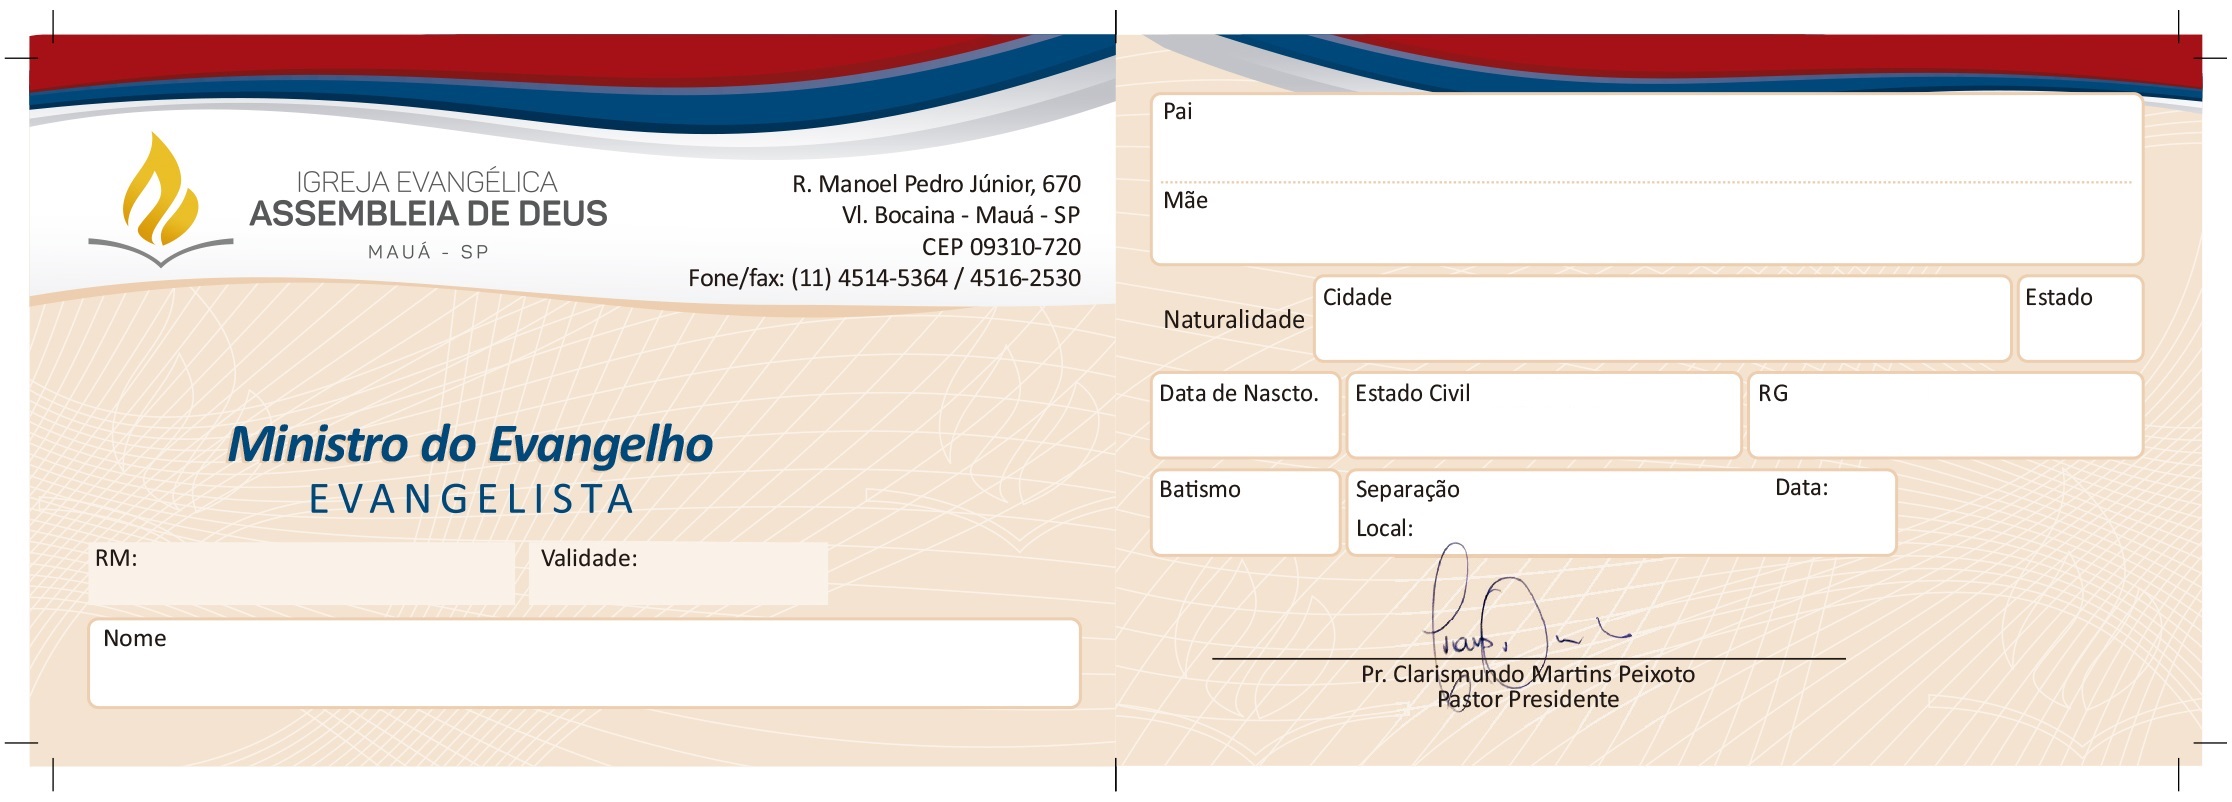 IGREJA EVANGÉLICA
ASSEMBLEIA DE DEUS
MAUÁ - SP
R. Manoel Pedro Júnior, 670
Vl. Bocaina - Mauá - SP
CEP 09310-720
Fone/fax: (11) 4514-5364 / 4516-2530
Ministro do Evangelho
EVANGELISTA
RM:
Validade:
Nome
Pai
Mãe
Naturalidade
Cidade
Estado
Data de Nascto.
Estado Civil
RG
Batismo
Separação
Data:
Local:
Pr. Clarismundo Martins Peixoto
Pastor Presidente